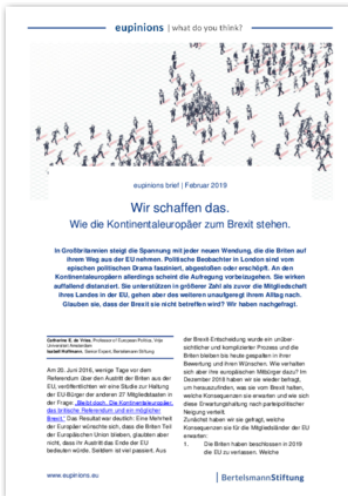 eupinions | what do you think?
eupinions brief | Februar 2019
Wir schaffen das.
Wie die Kontinentaleuropäer zum Brexit stehen.
In Großbritannien steigt die Spannung mit jeder neuen Wendung, die die Briten auf
ihrem Weg aus der EU nehmen. Politische Beobachter in London sind vom
epischen politischen Drama fasziniert, abgestoßen oder erschöpft. An den
Kontinentaleuropäern allerdings scheint die Aufregung vorbeizugehen. Sie wirken
auffallend distanziert. Sie unterstützen in größerer Zahl als zuvor die Mitgliedschaft
ihres Landes in der EU, gehen aber des weiteren unaufgeregt ihrem Alltag nach.
Glauben sie, dass der Brexit sie nicht betreffen wird? Wir haben nachgefragt.
Catherine E. de Vries, Professor of European Politics, Vrije
Universiteit Amsterdam
Isabell Hoffmann, Senior Expert, Bertelsmann Stiftung
Am 20. Juni 2016, wenige Tage vor dem
Referendum über den Austritt der Briten aus der
EU, veröffentlichten wir eine Studie zur Haltung
der EU-Bürger der anderen 27 Mitgliedstaaten in
der Frage: „Bleibt doch. Die Kontinentaleuropäer,
das britische Referendum und ein möglicher
Brexit.“ Das Resultat war deutlich: Eine Mehrheit
der Europäer wünschte sich, dass die Briten Teil
der Europäischen Union bleiben, glaubten aber
nicht, dass ihr Austritt das Ende der EU
bedeuten würde. Seitdem ist viel passiert. Aus
der Brexit Entscheidung wurde ein unüber-
sichtlicher und komplizierter Prozess und die
Briten bleiben bis heute gespalten in ihrer
Bewertung und ihren Wünschen. Wie verhalten
sich aber ihre europäischen Mitbürger dazu? Im
Dezember 2018 haben wir sie wieder befragt,
um herauszufinden, was sie vom Brexit halten,
welche Konsequenzen sie erwarten und wie sich
diese Erwartungshaltung nach parteipolitischer
Neigung verteilt.
Zunächst haben wir sie gefragt, welche
Konsequenzen sie für die Mitgliedsländer der EU
erwarten:
1. Die Briten haben beschlossen in 2019
die EU zu verlassen. Welche
www.eupinions.eu
BertelsmannStiftung